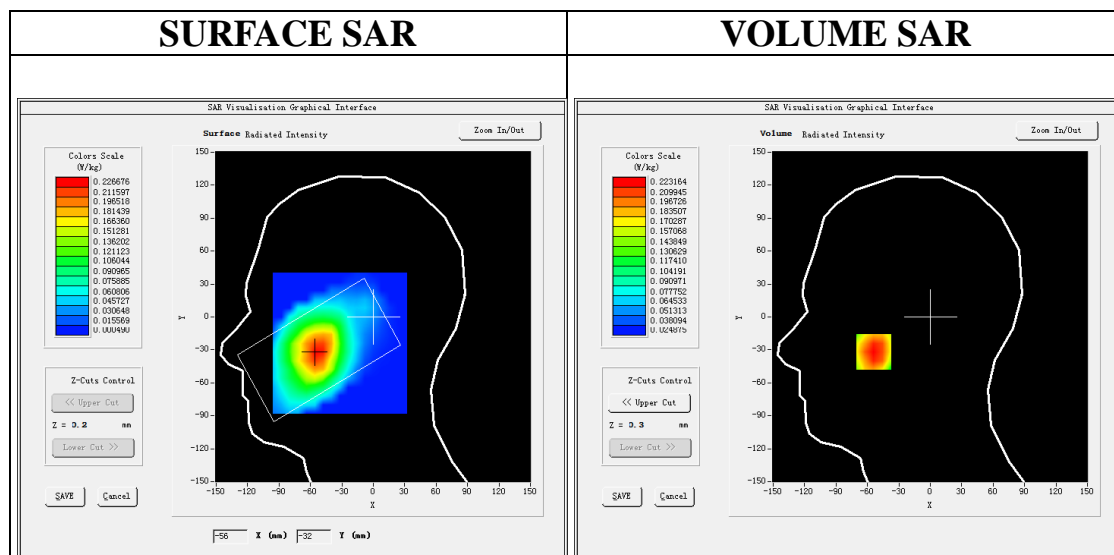 SURFACE SAR
VOLUME SAR
SAR Visualisation Graphical Interface
Surface Radiated Intensity
Zoom In/Out
Colors Scale
(W/kg)
0.226676
0.211597
0.196518
0.181439
0.166360
0.151281
0.136202
0.121123
0.106044
0.090965
0.075885
0.060806
0.045727
0.030648
0.015569
0.000490
150
120
90
60
30
0
-30
-60
-90
-120
-150
Y
-150 -120 -90 -60 -30 0 30 60 90 120 150
X
Z-Cuts Control
<< Upper Cut
Z = 0.2 mm
Lower Cut >>
SAVE
Cancel
-56 X (mm) -32 Y (mm)
SAR Visualisation Graphical Interface
Volume Radiated Intensity
Zoom In/Out
Colors Scale
(W/kg)
0.223164
0.209945
0.196726
0.183507
0.170287
0.157068
0.143849
0.130629
0.117410
0.104191
0.090971
0.077752
0.064533
0.051313
0.038094
0.024875
150
120
90
60
30
0
-30
-60
-90
-120
-150
Y
-150 -120 -90 -60 -30 0 30 60 90 120 150
X
Z-Cuts Control
<< Upper Cut
Z = 0.3 mm
Lower Cut >>
SAVE
Cancel